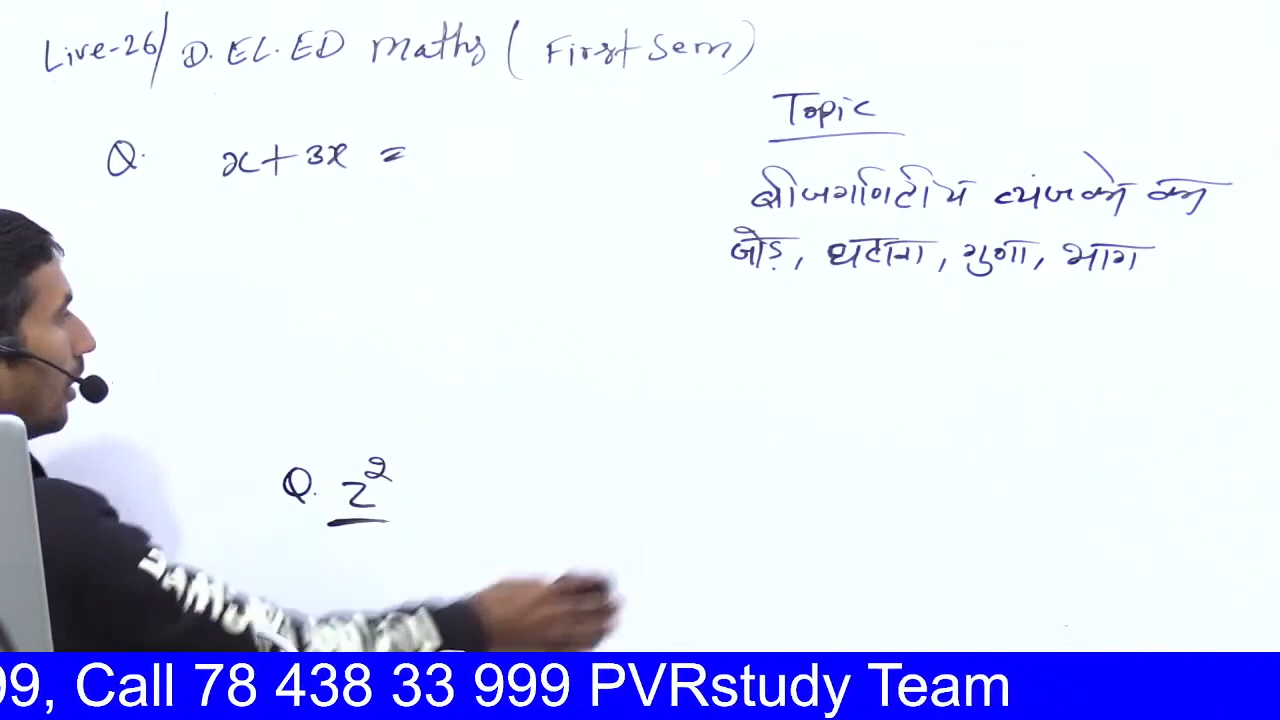 Live-26/ D. EL. ED Maths ( First Sem )
Topic
बीजगणितीय व्यंजको का
जोड़, घटाना, गुणा, भाग
Q. x + 3x =
Q. z²
99, Call 78 438 33 999 PVRstudy Team